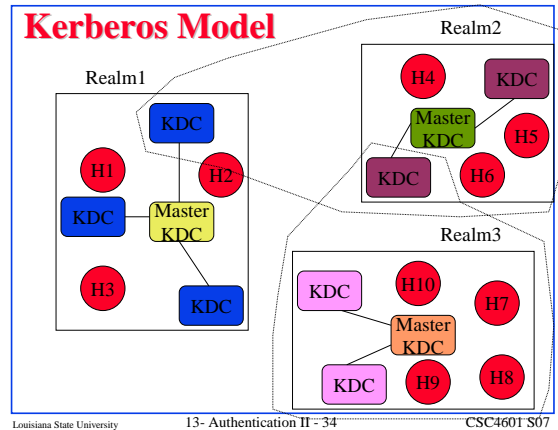 Kerberos Model
Realm1
KDC
H1
H2
KDC
Master
KDC
H3
KDC
Realm2
H4
KDC
Master
KDC
H5
KDC
H6
Realm3
KDC
H10
H7
Master
KDC
KDC
H9
H8
Louisiana State University
13- Authentication II - 34
CSC4601 S07